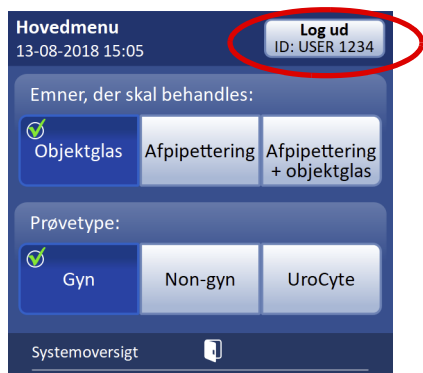 Hovedmenu
13-08-2018 15:05
Log ud
ID: USER 1234
Emner, der skal behandles:
Objektglas
Afpipettering
Afpipettering
+ objektglas
Prøvetype:
Gyn
Non-gyn
UroCyte
Systemoversigt